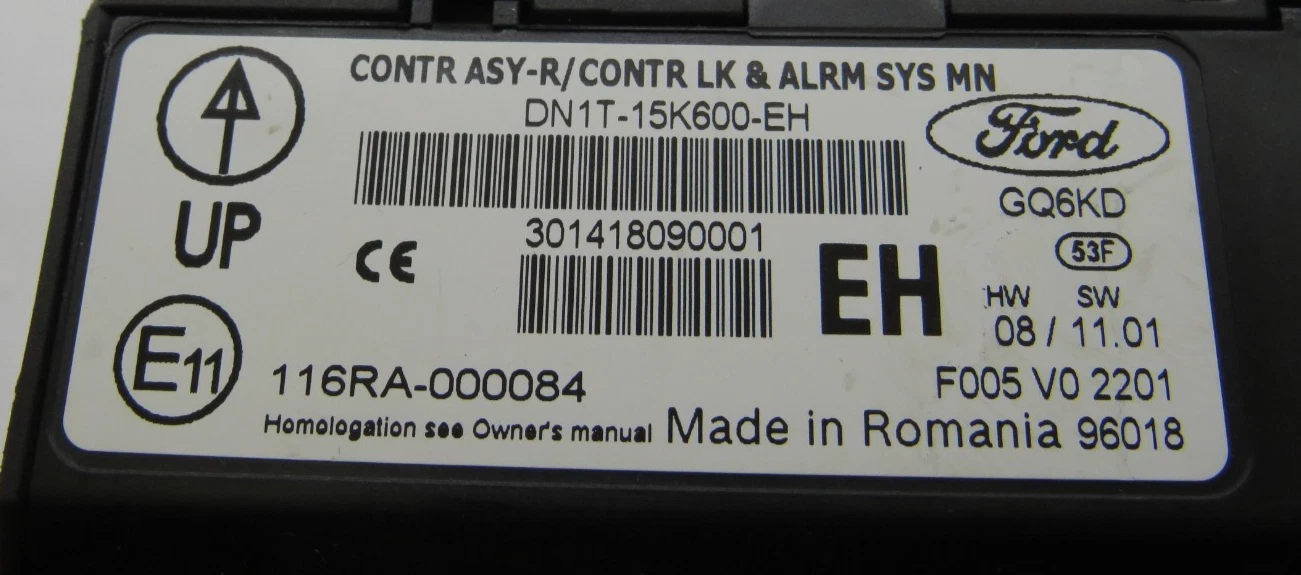 CONTR ASY-R/CONTR LK & ALRM SYS MN
DN1T-15K600-EH
Ford
UP
GQ6KD
301418090001
CE
EH
53F
HW SW
08 / 11.01
E11
116RA-000084
F005 V0 2201
Homologation see Owner's manual Made in Romania 96018